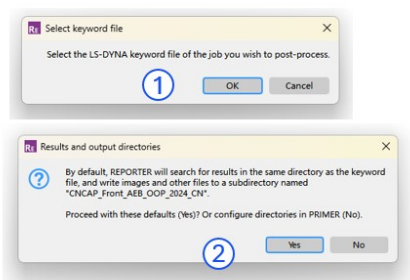 RE Select keyword file
Select the LS-DYNA keyword file of the job you wish to post-process.
1
OK Cancel
RE Results and output directories
By default, REPORTER will search for results in the same directory as the keyword
file, and write images and other files to a subdirectory named
"CNCAP_Front_AEB_OOP_2024_CN".
Proceed with these defaults (Yes)? Or configure directories in PRIMER (No).
2
Yes No